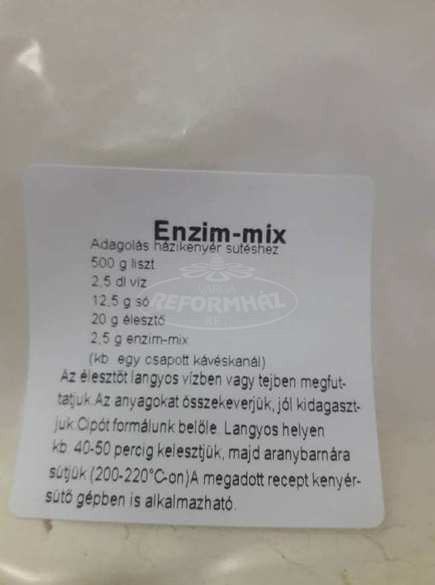 Enzim-mix
Adagolás házikenyér sütéshez
500 g liszt
2,5 dl víz
12,5 g só
20 g élesztő
2,5 g enzim-mix
(kb egy csapott kávéskanál)
Az élesztőt langyos vízben vagy tejben megfut-
tatjuk.Az anyagokat összekeverjük, jól kidagaszt-
juk.Cipót formálunk belőle. Langyos helyen
kb. 40-50 percig kelesztjük, majd aranybarnára
sütjük (200-220°C-on)A megadott recept kenyér-
sütő gépben is alkalmazható.
VARGA
REFORMHÁZ
KFT.